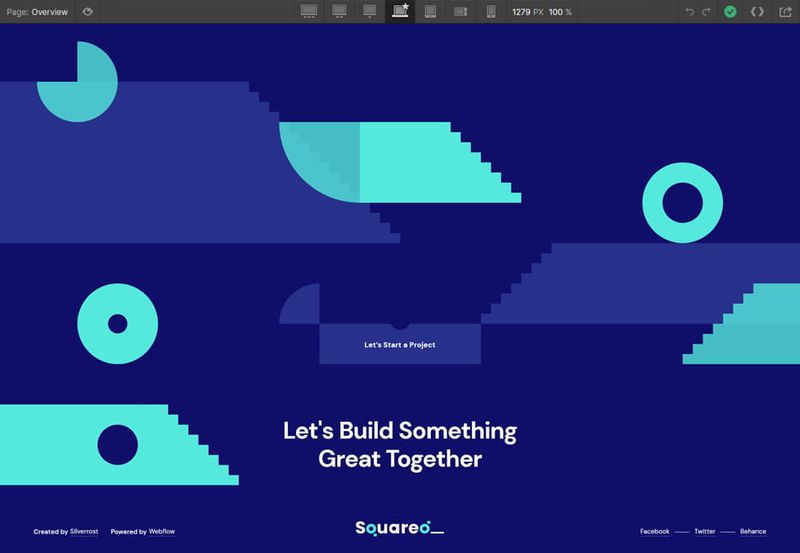 Page: Overview
1279 PX 100 %
Let's Start a Project
Let's Build Something
Great Together
Created by Silverrost Powered by Webflow
Squareo
Facebook Twitter Behance